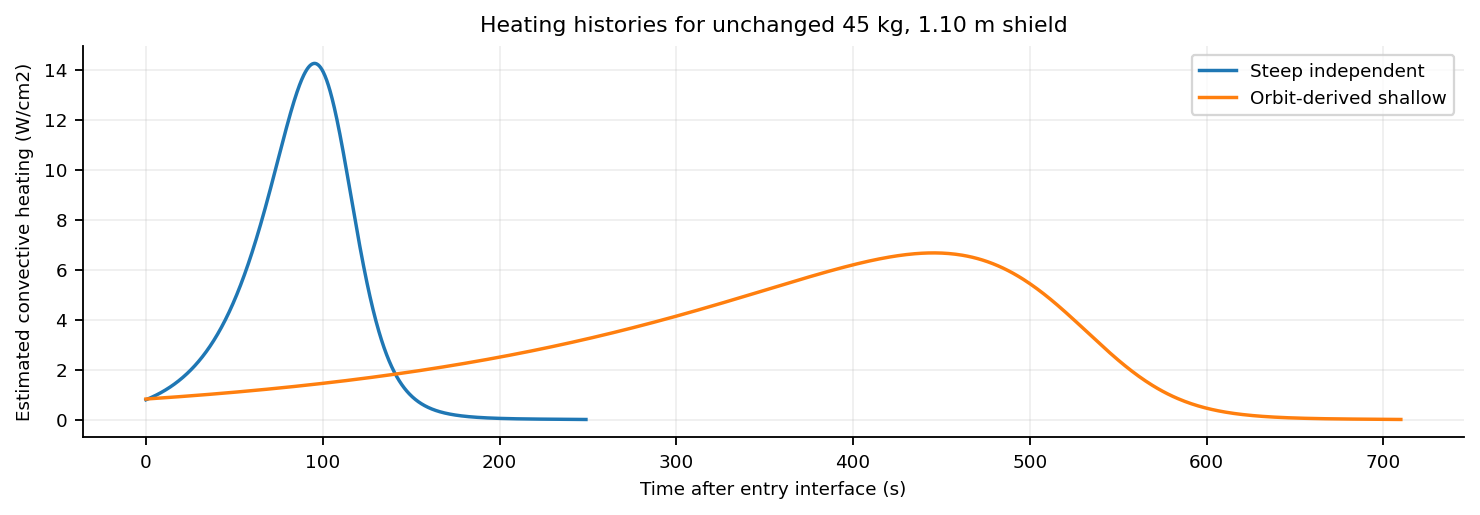 Heating histories for unchanged 45 kg, 1.10 m shield
Estimated convective heating (W/cm2)
14
12
10
8
6
4
2
0
Steep independent
Orbit-derived shallow
0 100 200 300 400 500 600 700
Time after entry interface (s)